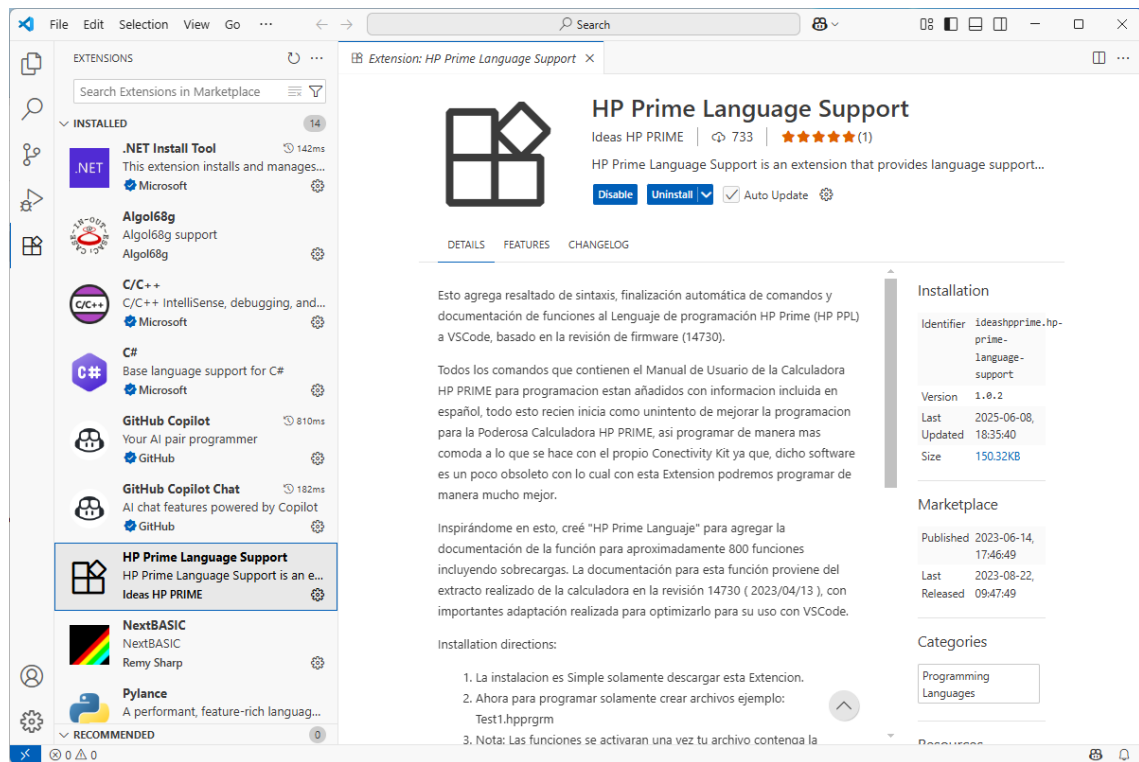 File Edit Selection View Go ···
Search
EXTENSIONS
Search Extensions in Marketplace
INSTALLED 14
.NET
.NET Install Tool 142ms
This extension installs and manages...
Microsoft
Algol68g
Algol68g support
Algol68g
C/C++
C/C++
C/C++ IntelliSense, debugging, and...
Microsoft
C#
C#
Base language support for C#
Microsoft
GitHub Copilot 810ms
Your AI pair programmer
GitHub
GitHub Copilot Chat 182ms
AI chat features powered by Copilot
GitHub
HP Prime Language Support
HP Prime Language Support is an e...
Ideas HP PRIME
NextBASIC
NextBASIC
Remy Sharp
Pylance
A performant, feature-rich languag...
RECOMMENDED 0
0 0
Extension: HP Prime Language Support
HP Prime Language Support
Ideas HP PRIME 733 (1)
HP Prime Language Support is an extension that provides language support...
Disable Uninstall Auto Update
DETAILS FEATURES CHANGELOG
Esto agrega resaltado de sintaxis, finalización automática de comandos y
documentación de funciones al Lenguaje de programación HP Prime (HP PPL)
a VSCode, basado en la revisión de firmware (14730).
Todos los comandos que contienen el Manual de Usuario de la Calculadora
HP PRIME para programacion estan añadidos con informacion incluida en
español, todo esto recien inicia como unintento de mejorar la programacion
para la Poderosa Calculadora HP PRIME, asi programar de manera mas
comoda a lo que se hace con el propio Conectivity Kit ya que, dicho software
es un poco obsoleto con lo cual con esta Extension podremos programar de
manera mucho mejor.
Inspirándome en esto, creé "HP Prime Languaje" para agregar la
documentación de la función para aproximadamente 800 funciones
incluyendo sobrecargas. La documentación para esta función proviene del
extracto realizado de la calculadora en la revisión 14730 ( 2023/04/13 ), con
importantes adaptación realizada para optimizarlo para su uso con VSCode.
Installation directions:
1. La instalacion es Simple solamente descargar esta Extencion.
2. Ahora para programar solamente crear archivos ejemplo:
Test1.hpprgrm
3. Nota: Las funciones se activaran una vez tu archivo contenga la
Installation
Identifier ideashpprime.hp-
prime-
language-
support
Version 1.0.2
Last 2025-06-08,
Updated 18:35:40
Size 150.32KB
Marketplace
Published 2023-06-14,
17:46:49
Last 2023-08-22,
Released 09:47:49
Categories
Programming
Languages
Resources